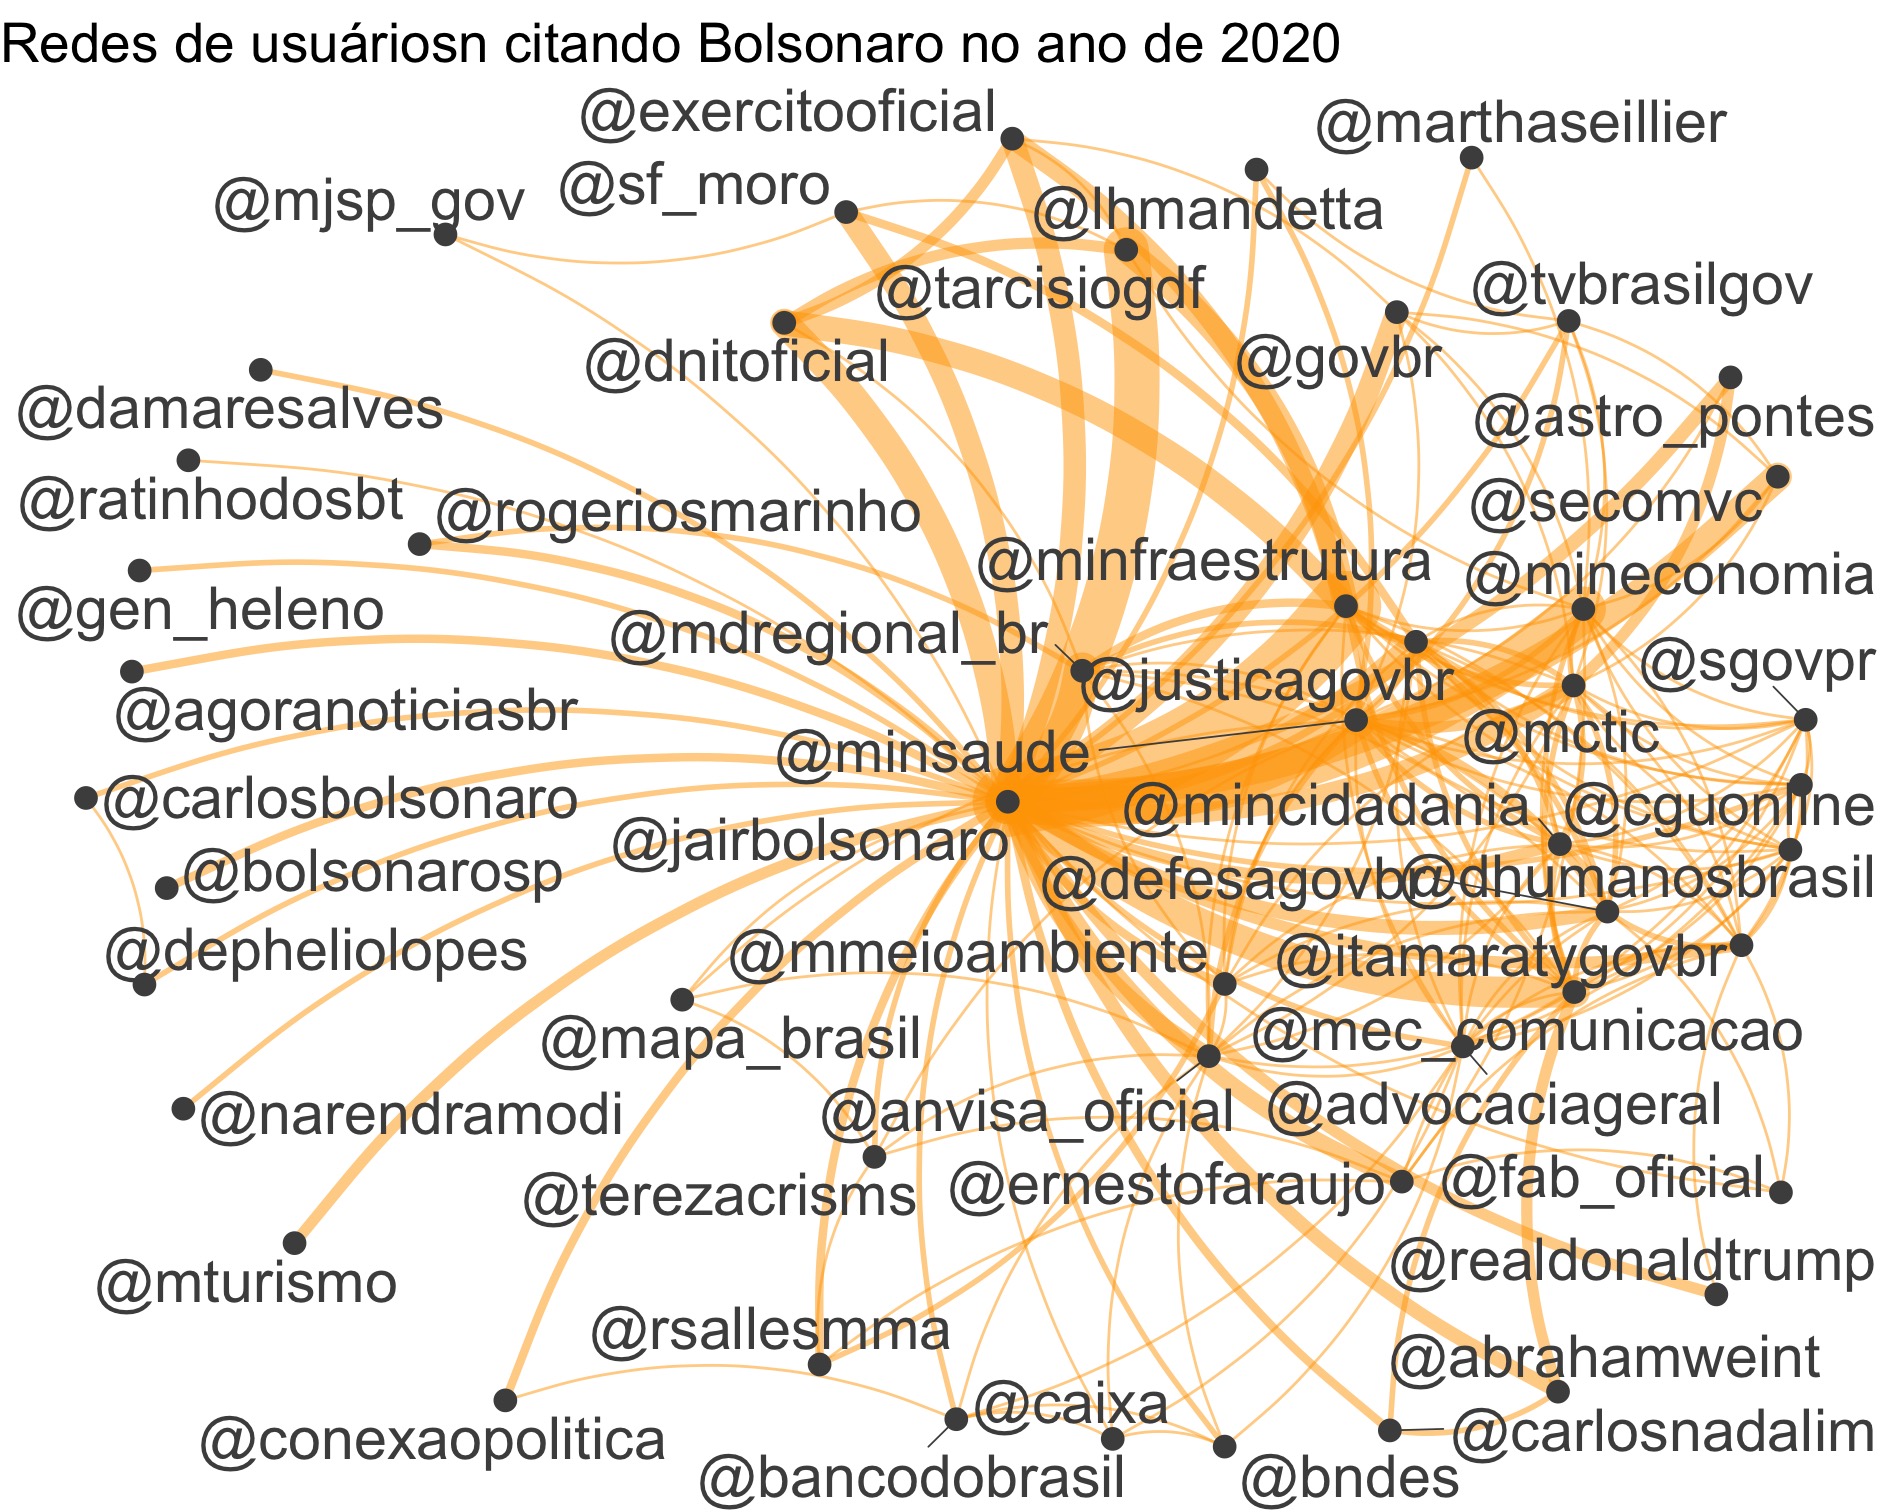 Redes de usuáriosn citando Bolsonaro no ano de 2020
@exercitooficial
@marthaseillier
@mjsp_gov
@sf_moro
@lhmandetta
@tarcisiogdf
@tvbrasilgov
@dnitoficial
@govbr
@damaresalves
@astro_pontes
@ratinhodosbt
@rogeriosmarinho
@secomvc
@minfraestrutura
@mineconomia
@gen_heleno
@mdregional_br
@justicagovbr
@sgovpr
@agoranoticiasbr
@minsaude
@mctic
@carlosbolsonaro
@mincidadania
@cguonline
@jairbolsonaro
@bolsonarosp
@defesagovbr
@dhumanosbrasil
@depheliolopes
@mmeioambiente
@itamaratygovbr
@mapa_brasil
@mec_comunicacao
@narendramodi
@anvisa_oficial
@advocaciageral
@terezacrisms
@ernestofaraujo
@fab_oficial
@mturismo
@realdonaldtrump
@rsallesmma
@abrahamweint
@conexaopolitica
@caixa
@carlosnadalim
@bancodobrasil
@bndes